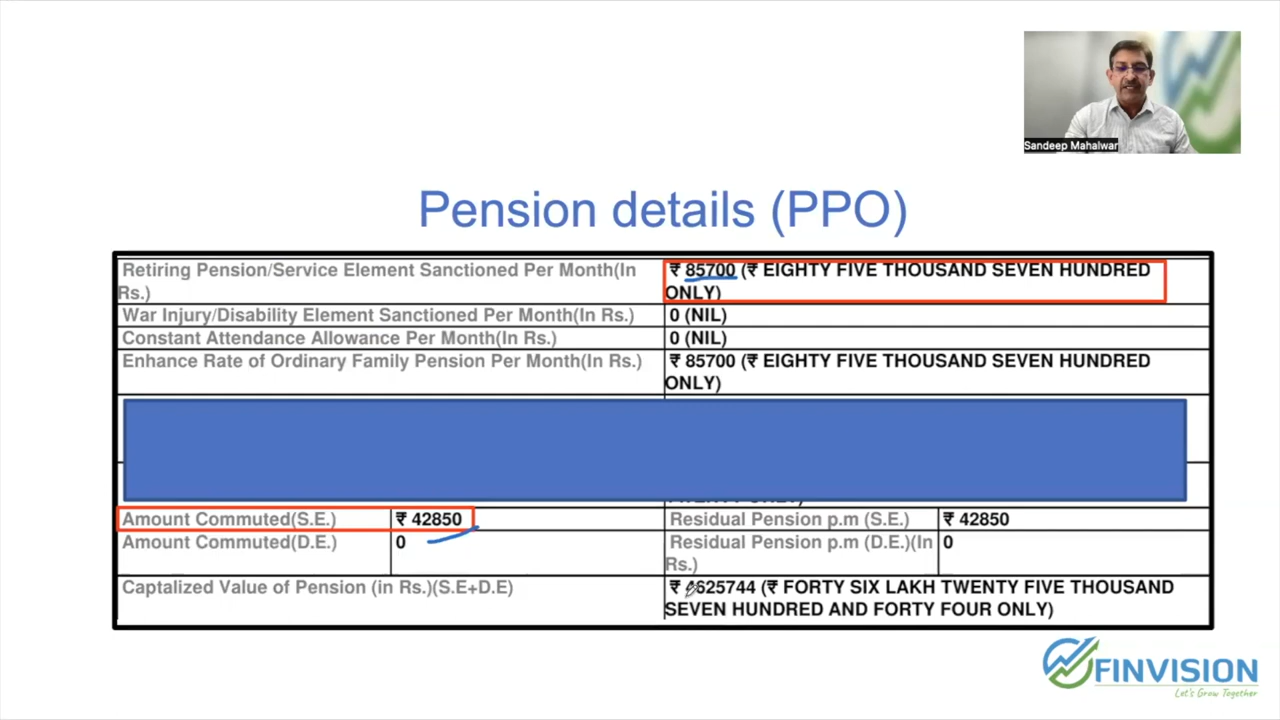 Sandeep Mahalwar
Pension details (PPO)
Retiring Pension/Service Element Sanctioned Per Month(In
Rs.)
₹ 85700 (₹ EIGHTY FIVE THOUSAND SEVEN HUNDRED
ONLY)
War Injury/Disability Element Sanctioned Per Month(In Rs.)
0 (NIL)
Constant Attendance Allowance Per Month(In Rs.)
0 (NIL)
Enhance Rate of Ordinary Family Pension Per Month(In Rs.)
₹ 85700 (₹ EIGHTY FIVE THOUSAND SEVEN HUNDRED
ONLY)
Amount Commuted(S.E.)
₹ 42850
Residual Pension p.m (S.E.)
₹ 42850
Amount Commuted(D.E.)
0
Residual Pension p.m (D.E.)(In
Rs.)
0
Captalized Value of Pension (in Rs.)(S.E+D.E)
₹ 4625744 (₹ FORTY SIX LAKH TWENTY FIVE THOUSAND
SEVEN HUNDRED AND FORTY FOUR ONLY)
FINVISION
Let's Grow Together